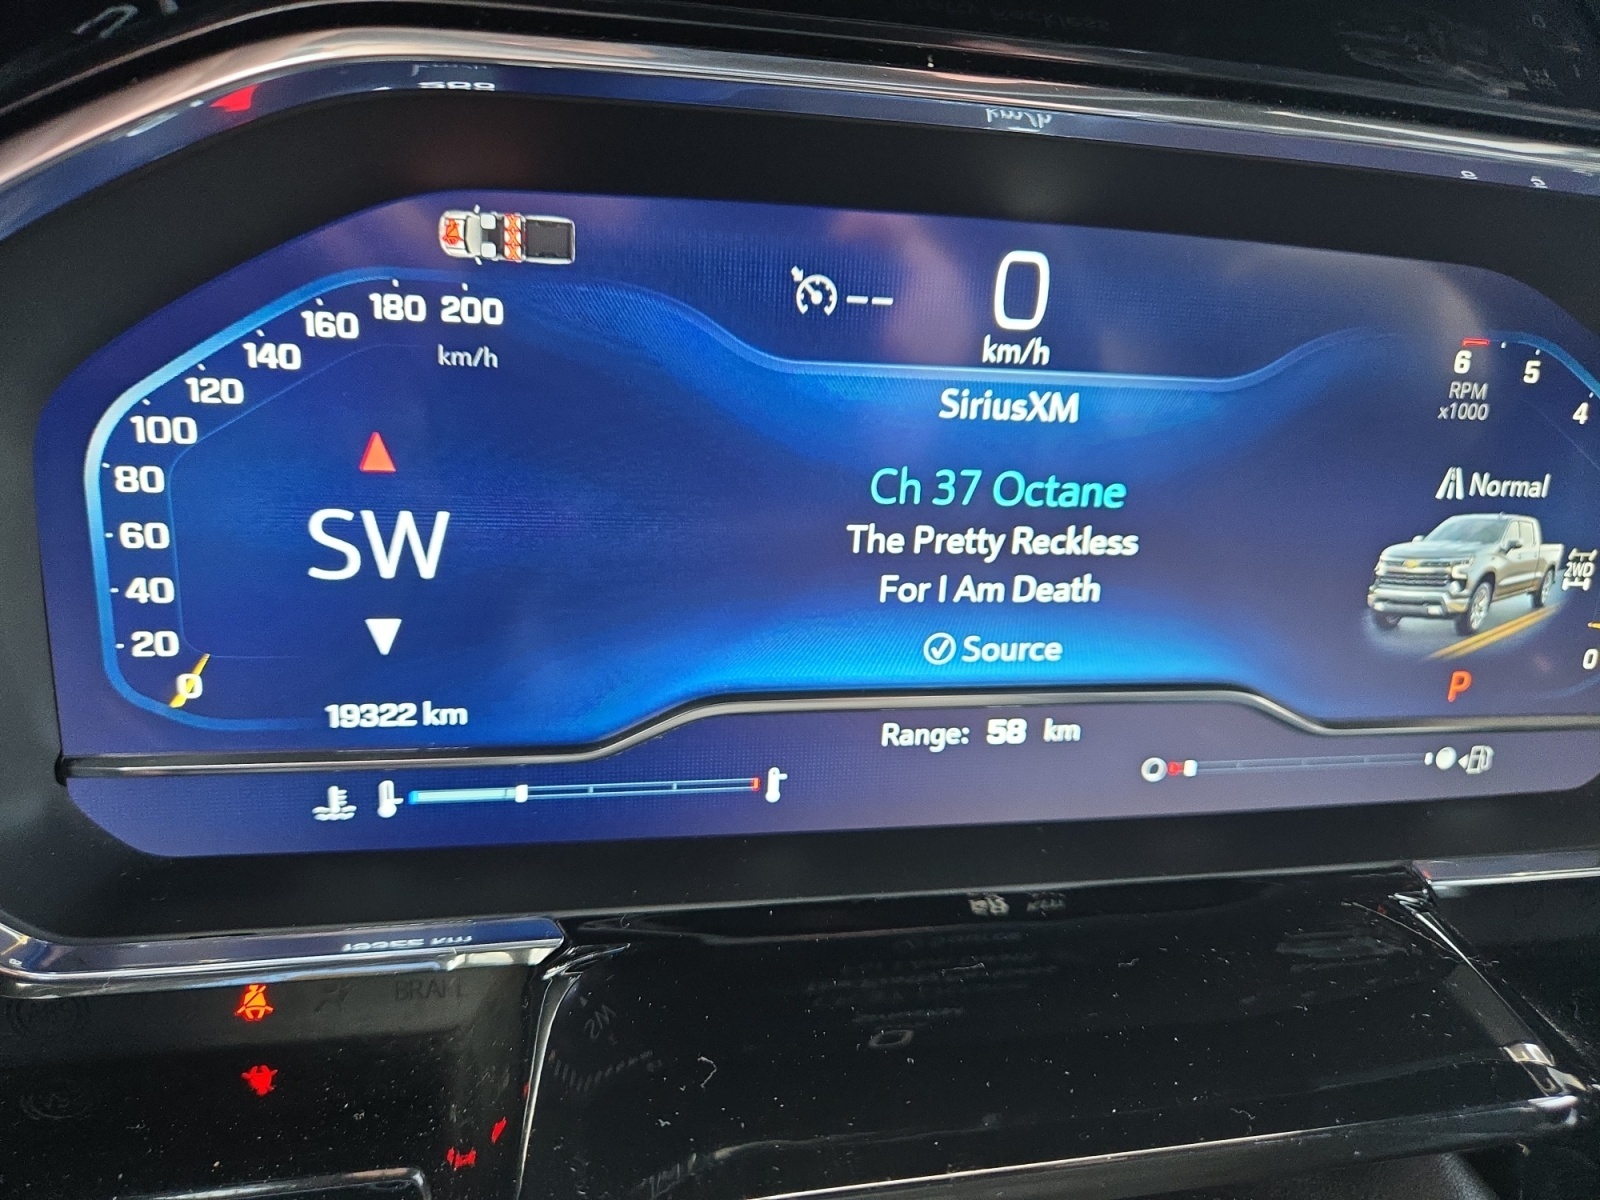 0
km/h
200
180
160
140
120
100
80
60
40
20
0
km/h
SW
19322 km
SiriusXM
Ch 37 Octane
The Pretty Reckless
For I Am Death
Source
Range: 58 km
6
5
4
0
RPM
x1000
Normal
2WD
P
BRAKE